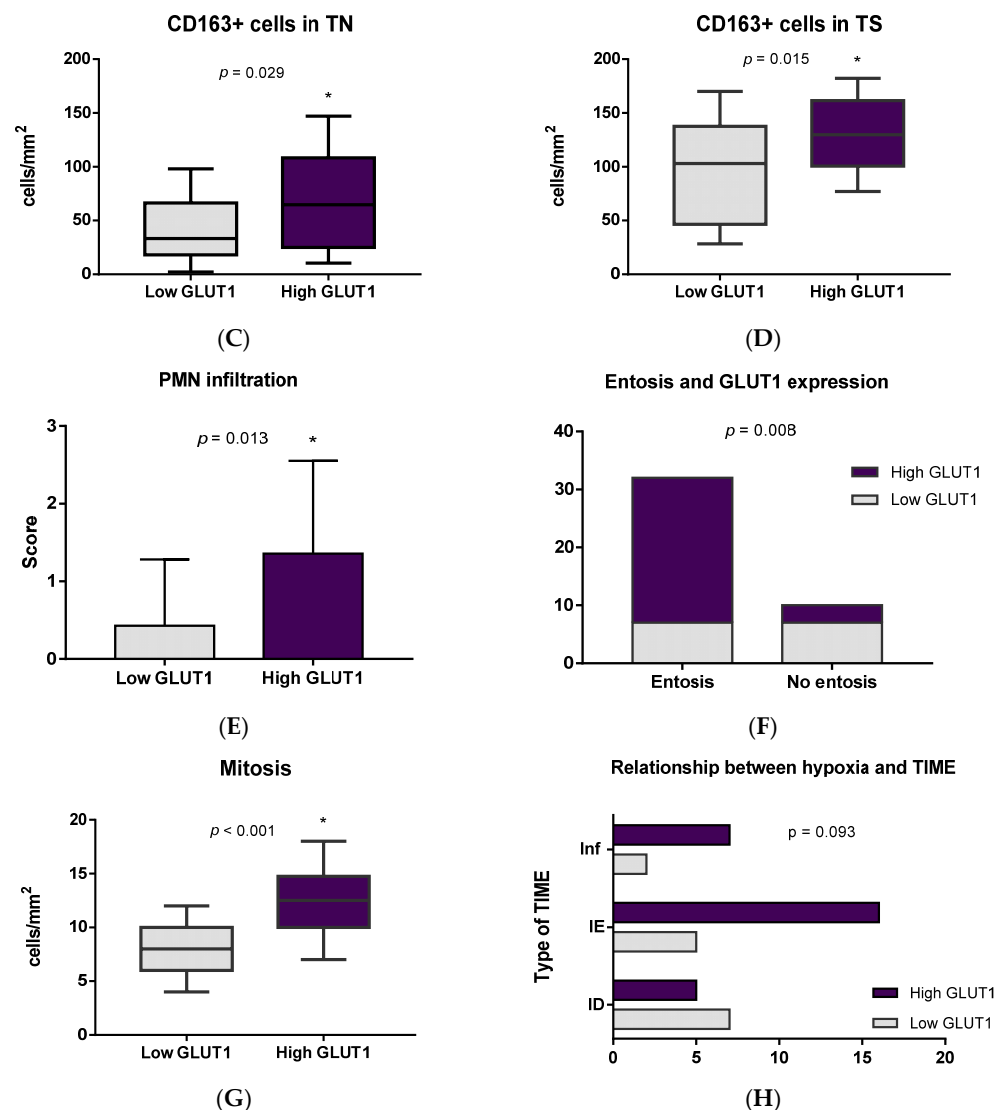 CD163+ cells in TN
200
150
100
50
0
cells/mm²
p = 0.029
*
Low GLUT1
High GLUT1
(C)
CD163+ cells in TS
200
150
100
50
0
cells/mm²
p = 0.015
*
Low GLUT1
High GLUT1
(D)
PMN infiltration
3
2
1
0
Score
p = 0.013
*
Low GLUT1
High GLUT1
(E)
Entosis and GLUT1 expression
40
30
20
10
0
p = 0.008
High GLUT1
Low GLUT1
Entosis
No entosis
(F)
Mitosis
20
15
10
5
0
cells/mm²
p < 0.001
*
Low GLUT1
High GLUT1
(G)
Relationship between hypoxia and TIME
p = 0.093
Type of TIME
Inf
IE
ID
High GLUT1
Low GLUT1
0
5
10
15
20
(H)